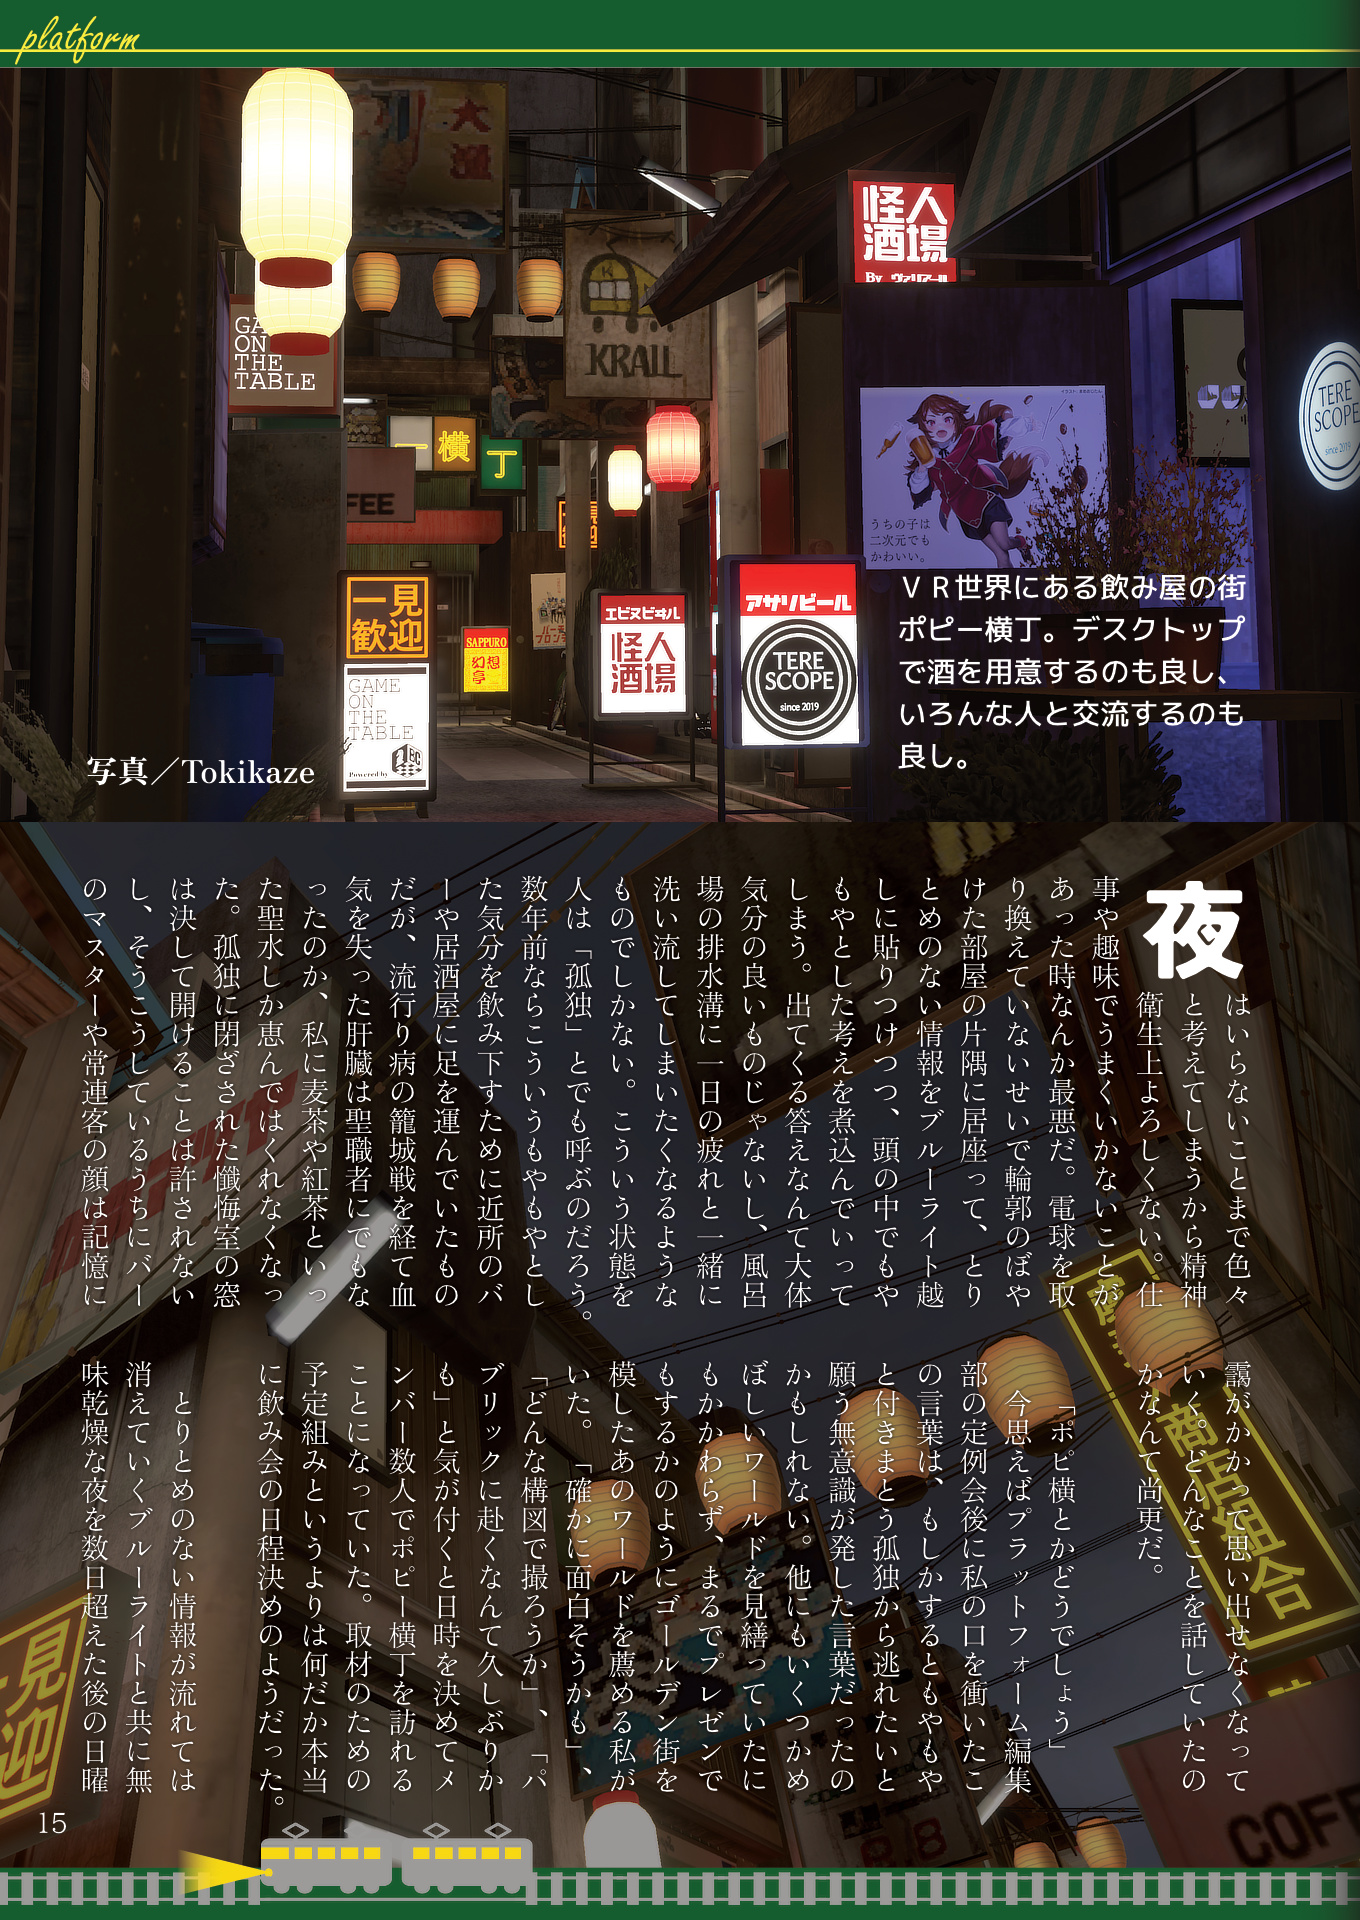 platform
大
KRAIL
GA
ON
THE
TABLE
一横丁
FEE
怪人
酒場
By ヴァリアール
TERE
SCOPE
since 2019
うちの子は
二次元でも
かわいい。
一見
歓迎
GAME
ON
THE
TABLE
Powered by
SAPPURO
幻想亭
エビヌビヰル
怪人
酒場
アサリビール
TERE
SCOPE
since 2019
ＶＲ世界にある飲み屋の街
ポピー横丁。デスクトップ
で酒を用意するのも良し、
いろんな人と交流するのも
良し。
写真／Tokikaze
夜はいらないことまで色々
と考えてしまうから精神
衛生上よろしくない。仕
事や趣味でうまくいかないことが
あった時なんか最悪だ。電球を取
り換えていないせいで輪郭のぼや
けた部屋の片隅に居座って、とり
とめのない情報をブルーライト越
しに貼りつけつつ、頭の中でもや
もやとした考えを煮込んでいって
しまう。出てくる答えなんて大体
気分の良いものじゃないし、風呂
場の排水溝に一日の疲れと一緒に
洗い流してしまいたくなるような
ものでしかない。こういう状態を
人は「孤独」とでも呼ぶのだろう。
数年前ならこういうもやもやとし
た気分を飲み下すために近所のバ
ーや居酒屋に足を運んでいたもの
だが、流行り病の籠城戦を経て血
気を失った肝臓は聖職者にでもな
ったのか、私に麦茶や紅茶といっ
た聖水しか恵んではくれなくなっ
た。孤独に閉ざされた懺悔室の窓
は決して開けることは許されない
し、そうこうしているうちにバー
のマスターや常連客の顔は記憶に
靄がかかって思い出せなくなって
いく。どんなことを話していたの
かなんて尚更だ。
「ポピ横とかどうでしょう」
今思えばプラットフォーム編集
部の定例会後に私の口を衝いたこ
の言葉は、もしかするともやもや
と付きまとう孤独から逃れたいと
願う無意識が発した言葉だったの
かもしれない。他にもいくつかめ
ぼしいワールドを見繕っていたに
もかかわらず、まるでプレゼンで
もするかのようにゴールデン街を
模したあのワールドを薦める私が
いた。「確かに面白そうかも」、
「どんな構図で撮ろうか」、「パ
ブリックに赴くなんて久しぶりか
も」と気が付くと日時を決めてメ
ンバー数人でポピー横丁を訪れる
ことになっていた。取材のための
予定組みというよりは何だか本当
に飲み会の日程決めのようだった。
とりとめのない情報が流れては
消えていくブルーライトと共に無
味乾燥な夜を数日超えた後の日曜
商店組合
一見
迎
COFF
15